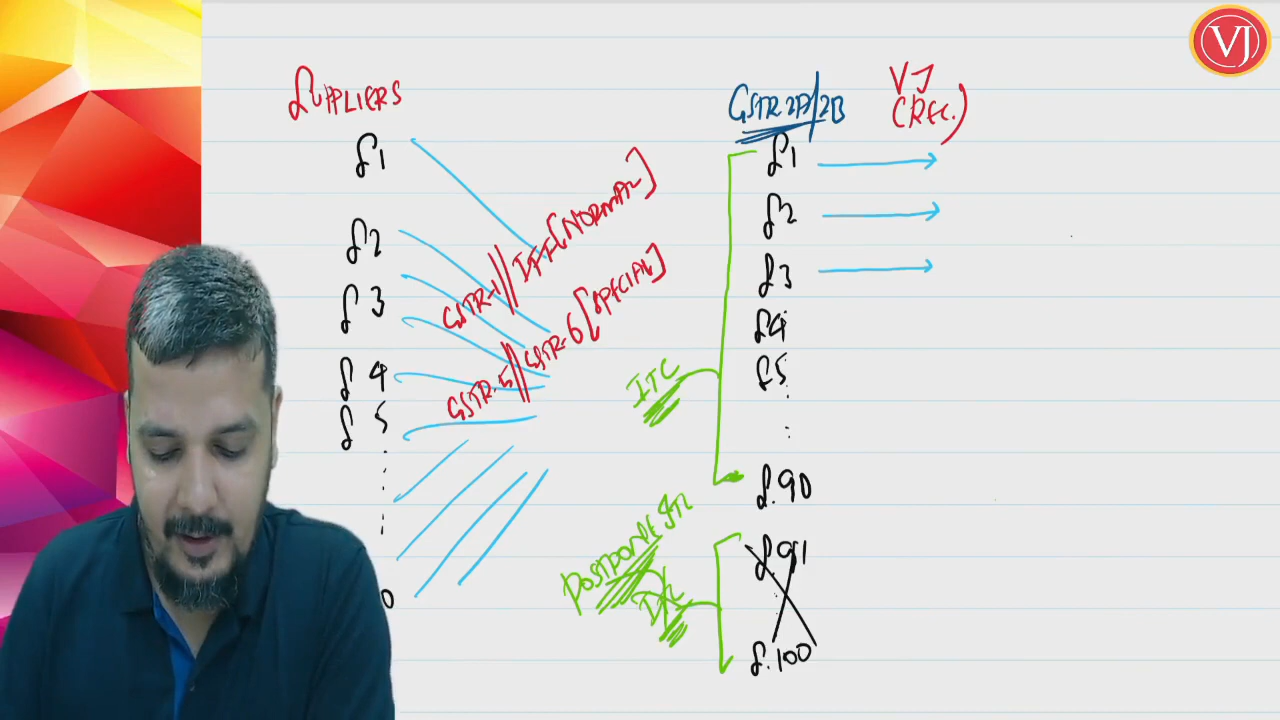 VJ
SUPPLIERS
S1
S2
S3
S4
S5
0
GSTR-1 || IFF [NORMAL]
GSTR-5 || GSTR-6 [SPECIAL]
GSTR 2A/2B
VJ
(REC.)
S1
S2
S3
S4
S5
S.90
S.91
S.100
ITC
POSTPONE ITC